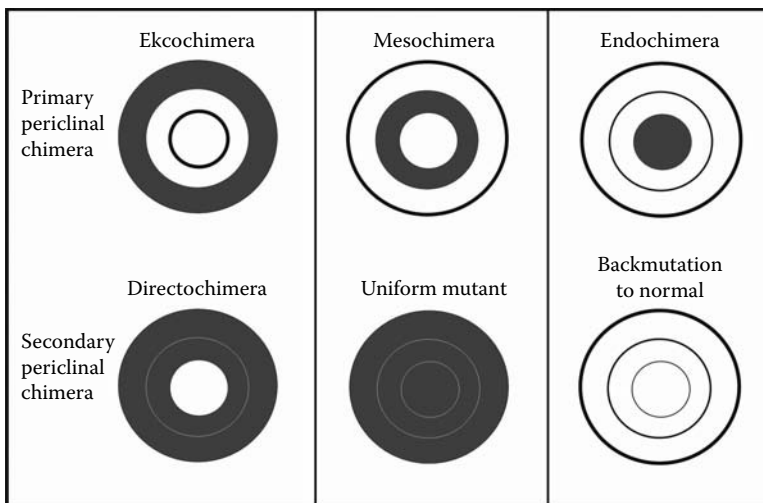 Ekcochimera
Mesochimera
Endochimera
Primary
periclinal
chimera
Directochimera
Uniform mutant
Backmutation
to normal
Secondary
periclinal
chimera